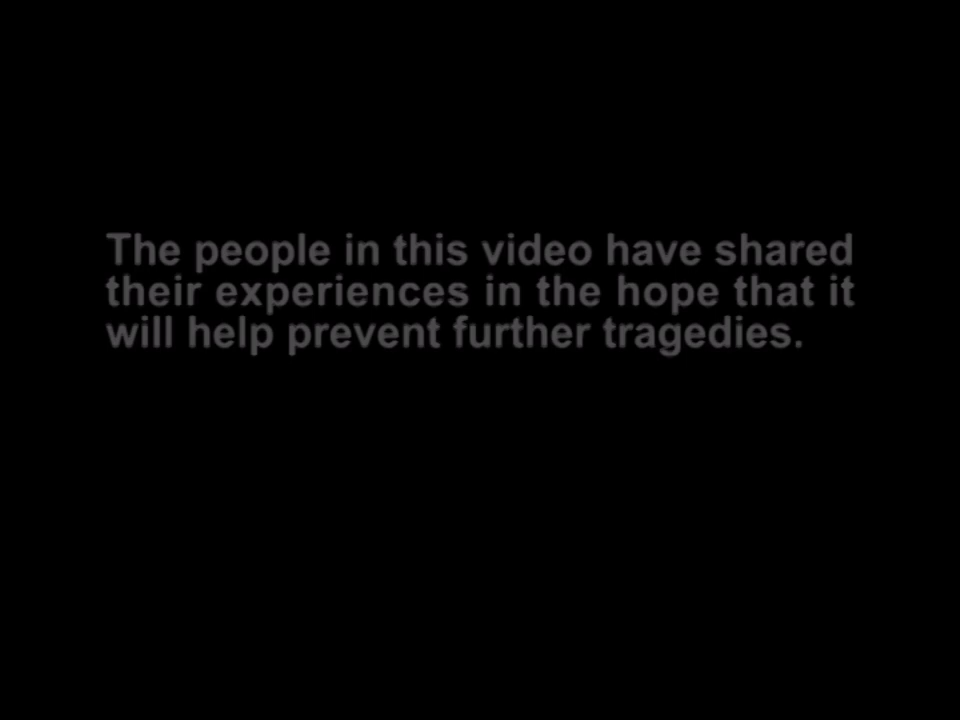 The people in this video have shared
their experiences in the hope that it
will help prevent further tragedies.